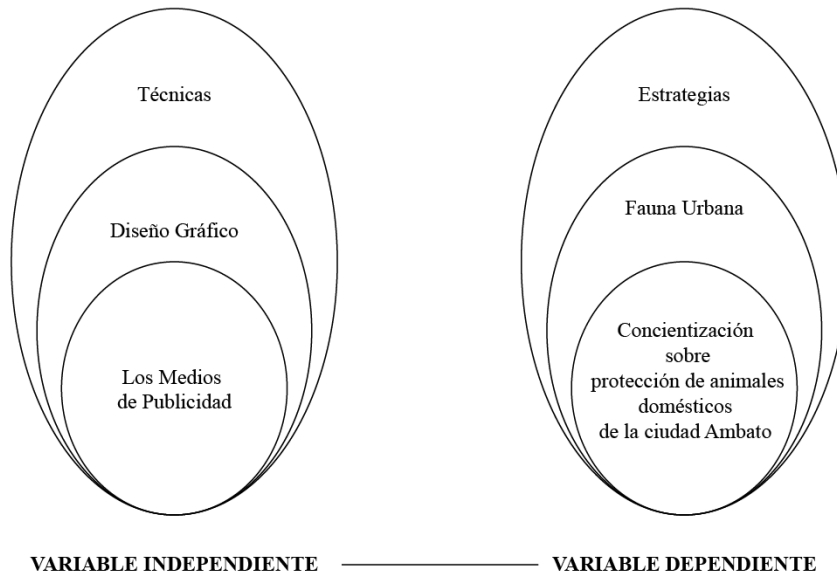 Técnicas
Diseño Gráfico
Los Medios
de Publicidad
Estrategias
Fauna Urbana
Concientización
sobre
protección de animales
domésticos
de la ciudad Ambato
VARIABLE INDEPENDIENTE
VARIABLE DEPENDIENTE